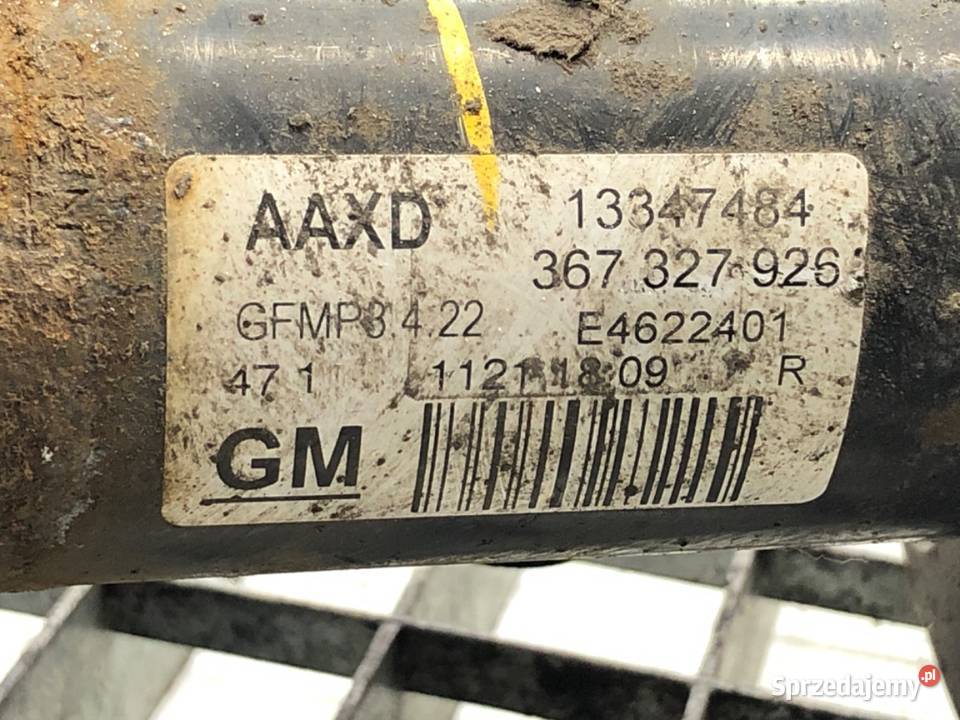 AAXD 13347484
367 327 926
GFMP3 4.22 E4622401
47 1 1121 18:09 R
GM
Sprzedajemy.pl